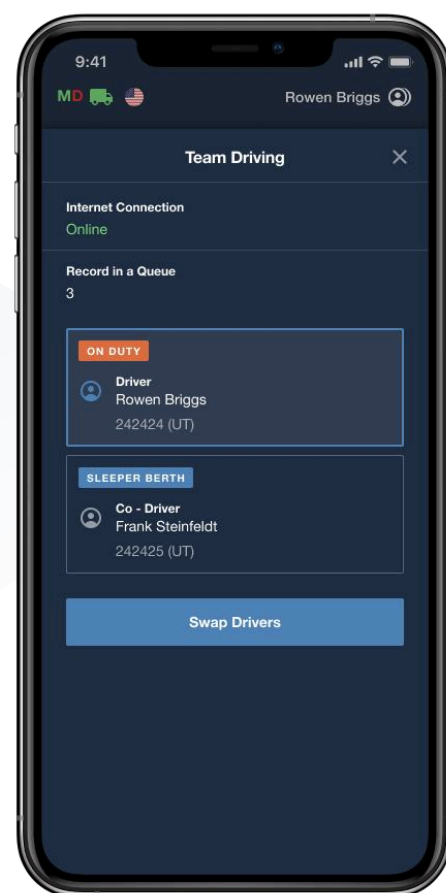 9:41
MD
Rowen Briggs
Team Driving
Internet Connection
Online
Record in a Queue
3
ON DUTY
Driver
Rowen Briggs
242424 (UT)
SLEEPER BERTH
Co - Driver
Frank Steinfeldt
242425 (UT)
Swap Drivers